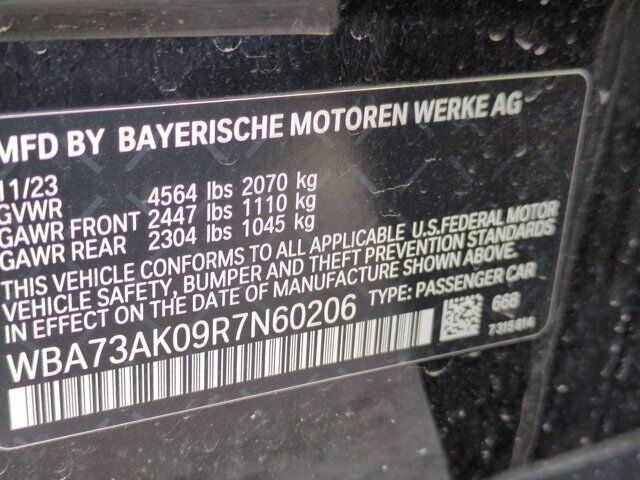 MFD BY BAYERISCHE MOTOREN WERKE AG
11/23
GVWR 4564 lbs 2070 kg
GAWR FRONT 2447 lbs 1110 kg
GAWR REAR 2304 lbs 1045 kg
THIS VEHICLE CONFORMS TO ALL APPLICABLE U.S.FEDERAL MOTOR
VEHICLE SAFETY, BUMPER AND THEFT PREVENTION STANDARDS
IN EFFECT ON THE DATE OF MANUFACTURE SHOWN ABOVE.
WBA73AK09R7N60206 TYPE: PASSENGER CAR
668
7315814